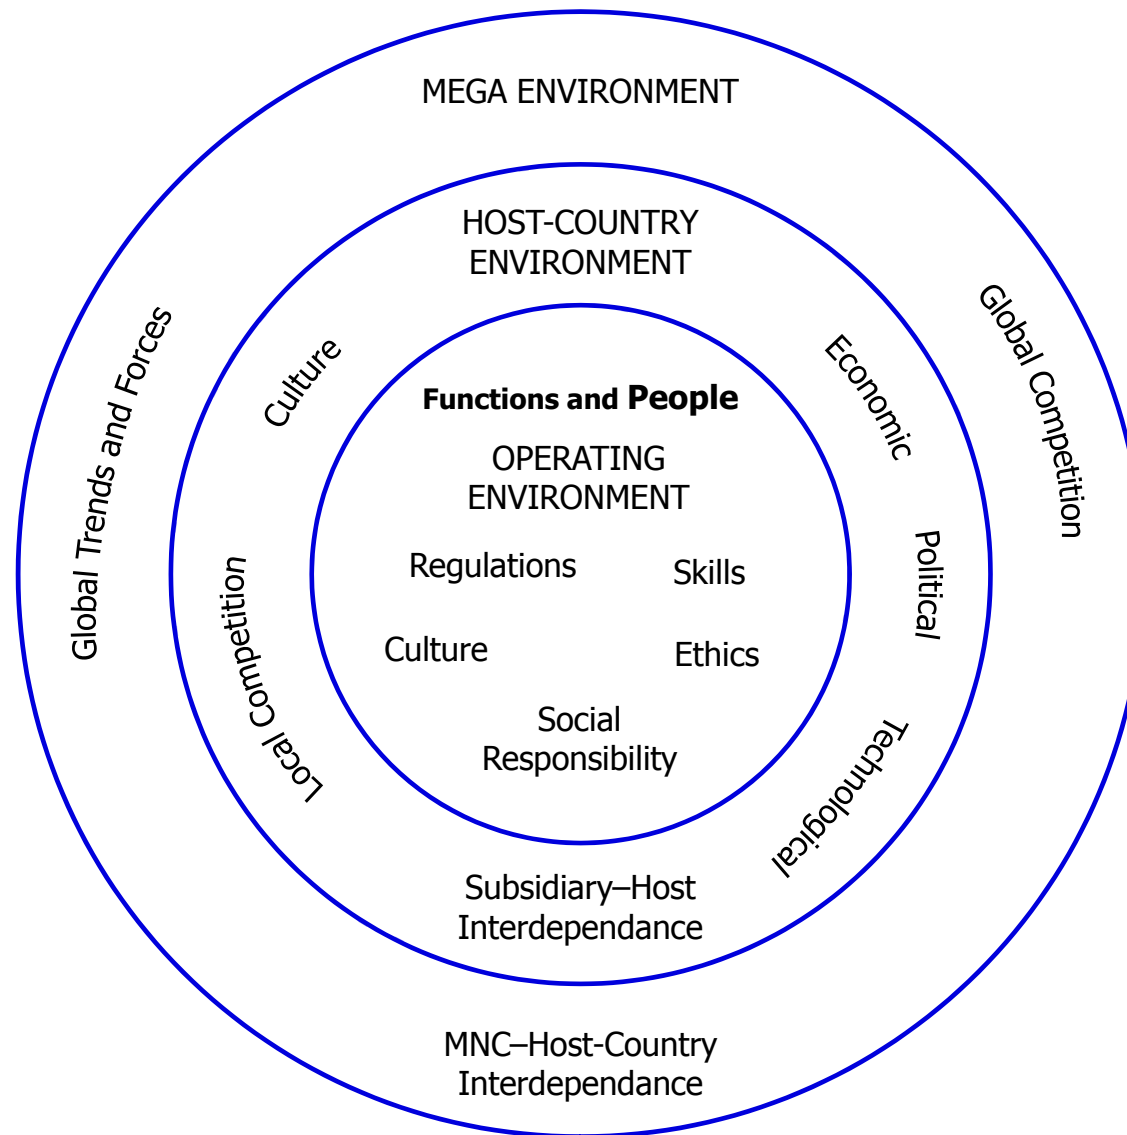 MEGA ENVIRONMENT
HOST-COUNTRY
ENVIRONMENT
Global Trends and Forces
Culture
Economic
Global Competition
Functions and People
OPERATING
ENVIRONMENT
Regulations
Skills
Political
Local Competition
Culture
Ethics
Social
Responsibility
Technological
Subsidiary–Host
Interdependance
MNC–Host-Country
Interdependance